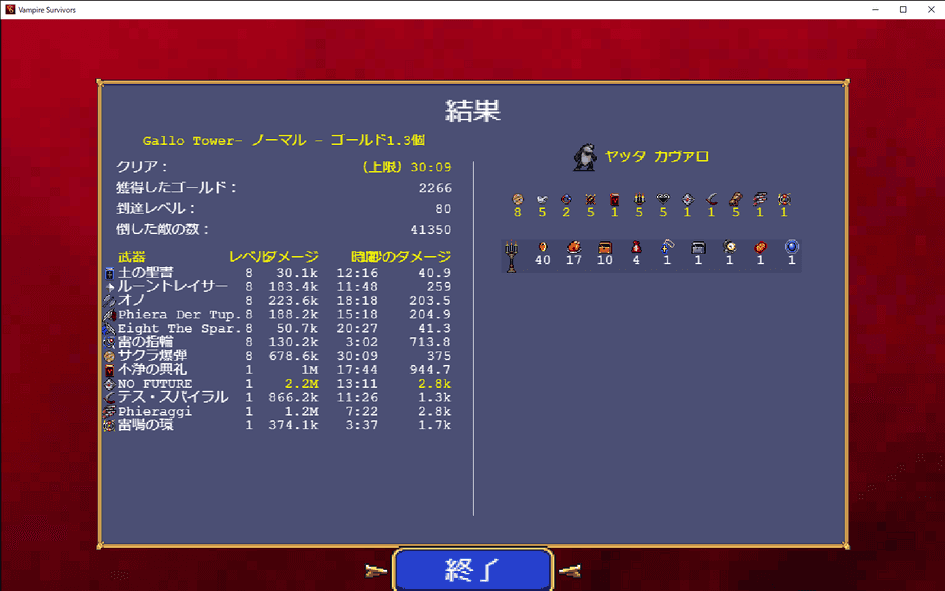 Vampire Survivors
結果
Gallo Tower- ノーマル - ゴールド1.3個
クリア： (上限) 30:09
獲得したゴールド： 2266
到達レベル： 80
倒した敵の数： 41350
武器 レベル ダメージ 時間 秒のダメージ
土の聖書 8 30.1k 12:16 40.9
ルーントレイサー 8 183.4k 11:48 259
オノ 8 223.6k 18:18 203.5
Phiera Der Tup. 8 188.2k 15:18 204.9
Eight The Spar. 8 50.7k 20:27 41.3
雷の指輪 8 130.2k 3:02 713.8
サクラ爆弾 8 678.6k 30:09 375
不浄の典礼 1 1M 17:44 944.7
NO FUTURE 1 2.2M 13:11 2.8k
デス・スパイラル 1 866.2k 11:26 1.3k
Phieraggi 1 1.2M 7:22 2.8k
雷鳴の環 1 374.1k 3:37 1.7k
ヤッタ カヴァロ
8 5 2 5 1 5 5 1 1 5 1 1
40 17 10 4 1 1 1 1 1
終了